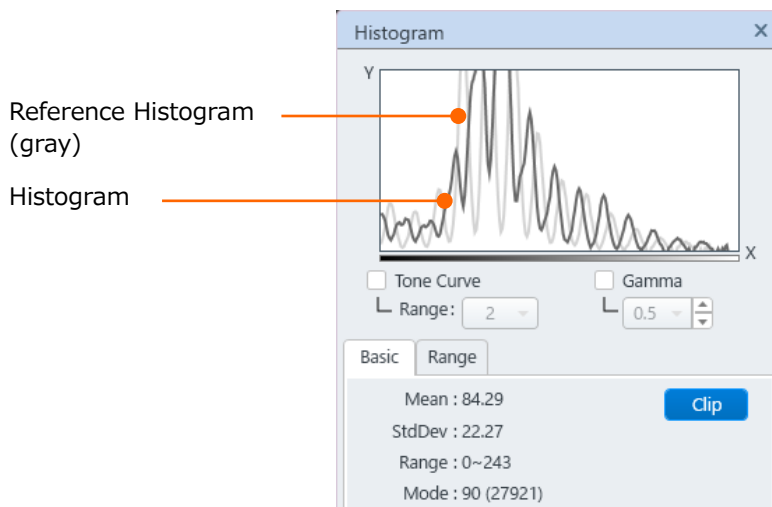 Histogram
×
Y
Reference Histogram
(gray)
Histogram
X
Tone Curve
Gamma
Range: 2
0.5
Basic
Range
Mean : 84.29
Clip
StdDev : 22.27
Range : 0~243
Mode : 90 (27921)